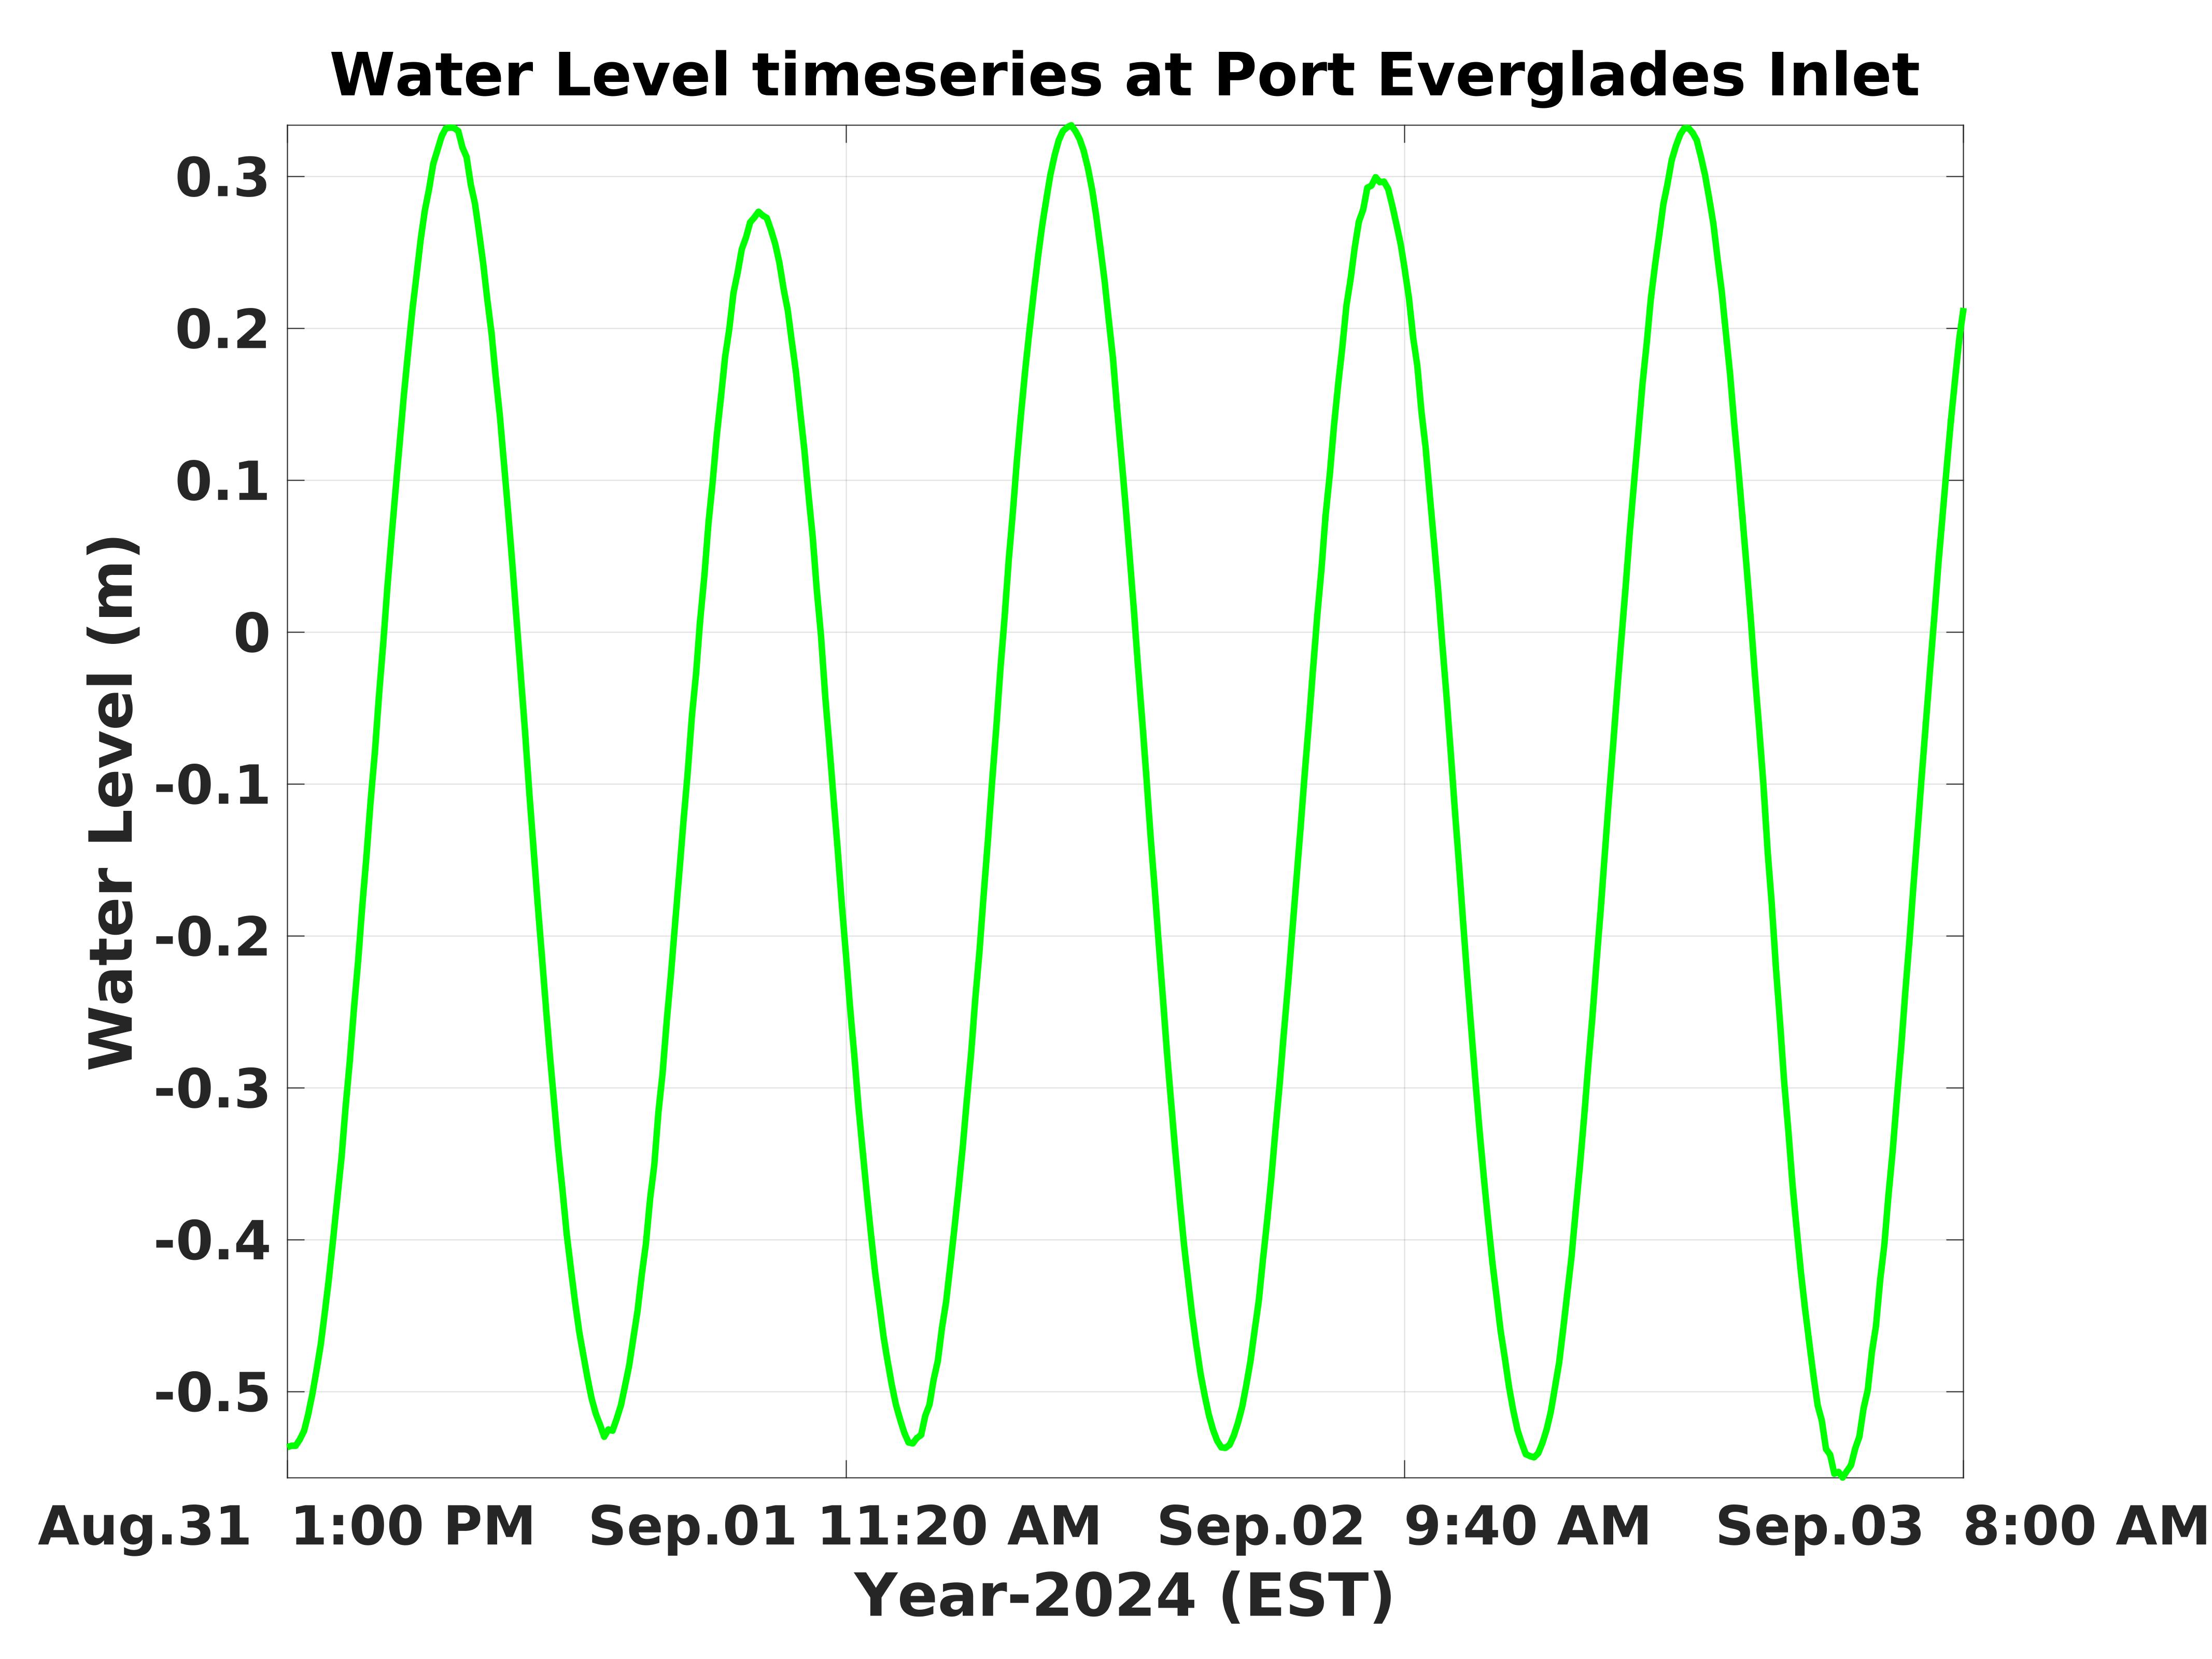 Water Level timeseries at Port Everglades Inlet
0.3
0.2
0.1
0
-0.1
-0.2
-0.3
-0.4
-0.5
Water Level (m)
Aug.31 1:00 PM Sep.01 11:20 AM Sep.02 9:40 AM Sep.03 8:00 AM
Year-2024 (EST)